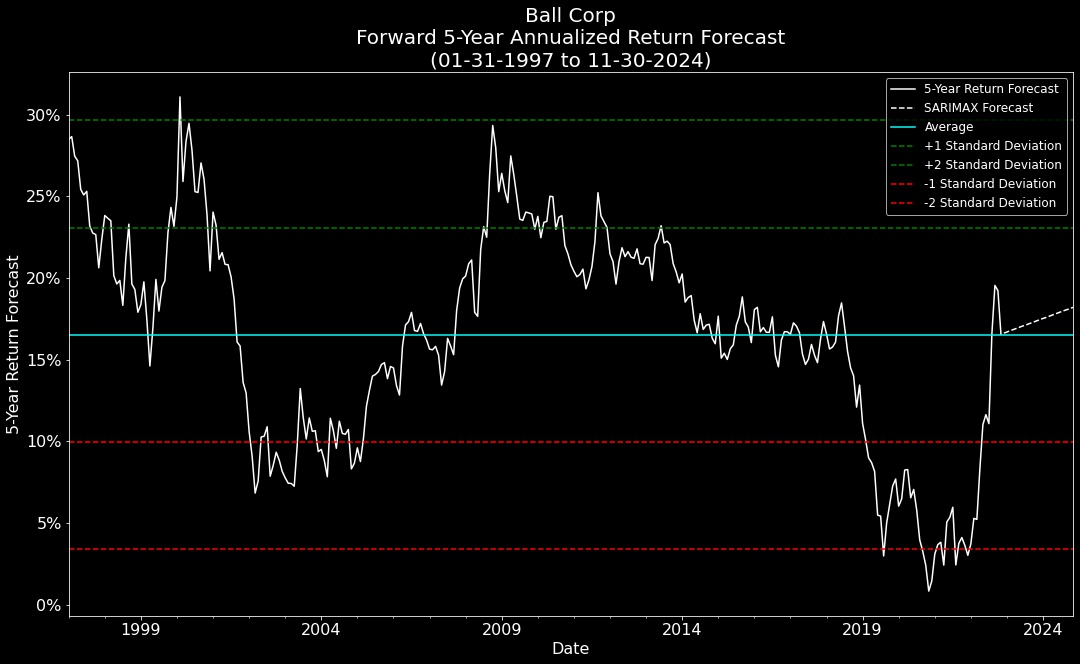 Ball Corp
Forward 5-Year Annualized Return Forecast
(01-31-1997 to 11-30-2024)
5-Year Return Forecast
SARIMAX Forecast
Average
+1 Standard Deviation
+2 Standard Deviation
-1 Standard Deviation
-2 Standard Deviation
30%
25%
20%
15%
10%
5%
0%
5-Year Return Forecast
1999 2004 2009 2014 2019 2024
Date